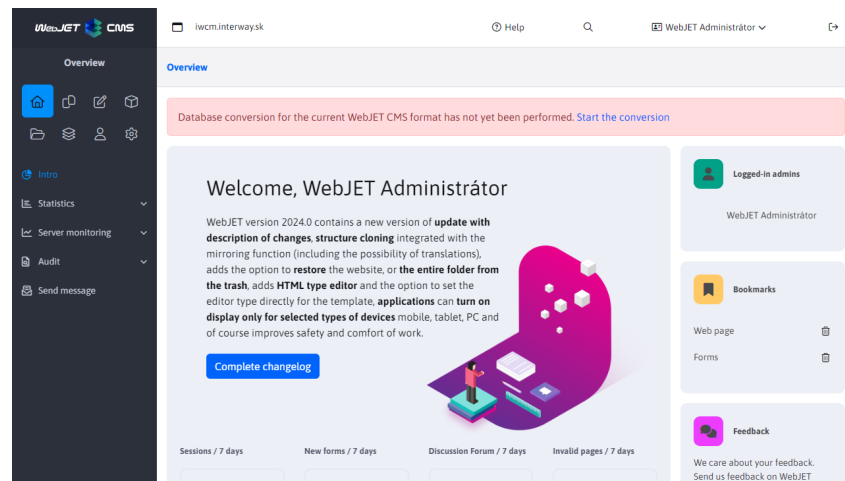 WebJET CMS
iwcm.interway.sk
Help
WebJET Administrátor
Overview
Overview
Intro
Statistics
Server monitoring
Audit
Send message
Database conversion for the current WebJET CMS format has not yet been performed. Start the conversion
Welcome, WebJET Administrátor
WebJET version 2024.0 contains a new version of update with
description of changes, structure cloning integrated with the
mirroring function (including the possibility of translations),
adds the option to restore the website, or the entire folder from
the trash, adds HTML type editor and the option to set the
editor type directly for the template, applications can turn on
display only for selected types of devices mobile, tablet, PC and
of course improves safety and comfort of work.
Complete changelog
Sessions / 7 days
New forms / 7 days
Discussion Forum / 7 days
Invalid pages / 7 days
Logged-in admins
WebJET Administrátor
Bookmarks
Web page
Forms
Feedback
We care about your feedback.
Send us feedback on WebJET